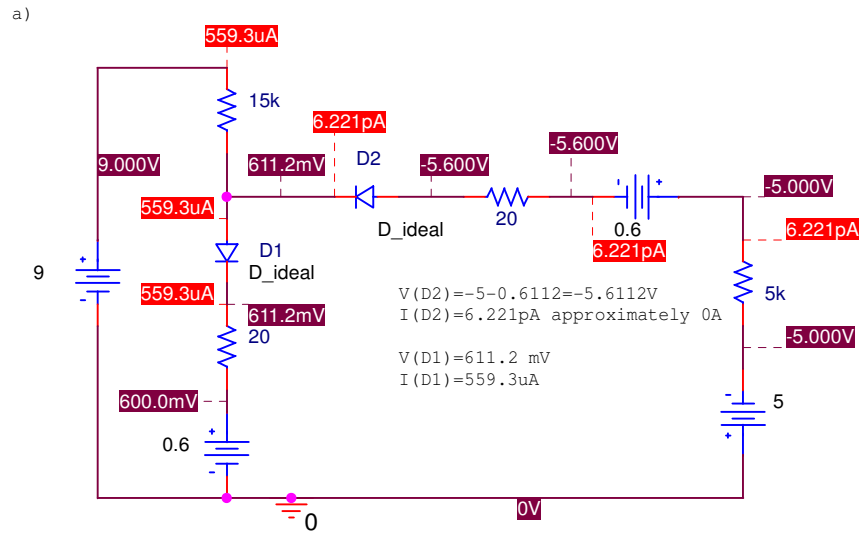 a)
559.3uA
15k
6.221pA
D2
9.000V
611.2mV
-5.600V
-5.600V
-5.000V
559.3uA
D_ideal
20
0.6
6.221pA
6.221pA
D1
D_ideal
9
559.3uA
611.2mV
20
V(D2)=-5-0.6112=-5.6112V
I(D2)=6.221pA approximately 0A
5k
V(D1)=611.2 mV
I(D1)=559.3uA
-5.000V
600.0mV
5
0.6
0V
0